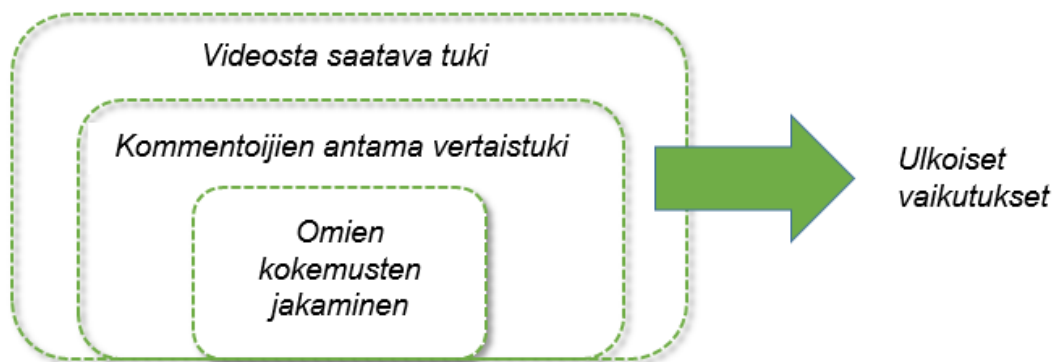 Videosta saatava tuki
Kommentoijien antama vertaistuki
Omien
kokemusten
jakaminen
Ulkoiset
vaikutukset